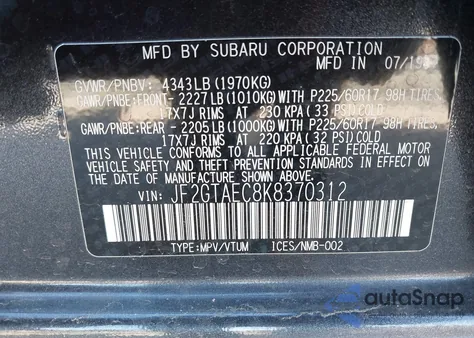 MFD BY SUBARU CORPORATION
MFD IN 07/19
GVWR/PNBV: 4343LB (1970KG)
GAWR/PNBE:FRONT- 2227LB (1010KG)WITH P225/60R17 98H TIRES
17X7J RIMS AT 230 KPA (33 PSI)COLD
GAWR/PNBE:REAR - 2205LB (1000KG)WITH P225/60R17 98H TIRES
17X7J RIMS AT 220 KPA (32 PSI)COLD
THIS VEHICLE CONFORMS TO ALL APPLICABLE FEDERAL MOTOR
VEHICLE SAFETY AND THEFT PREVENTION STANDARDS IN EFFECT ON
THE DATE OF MANUFACTURE SHOWN ABOVE.
VIN: JF2GTAEC8K8370312
TYPE:MPV/VTUM ICES/NMB-002
autoSnap